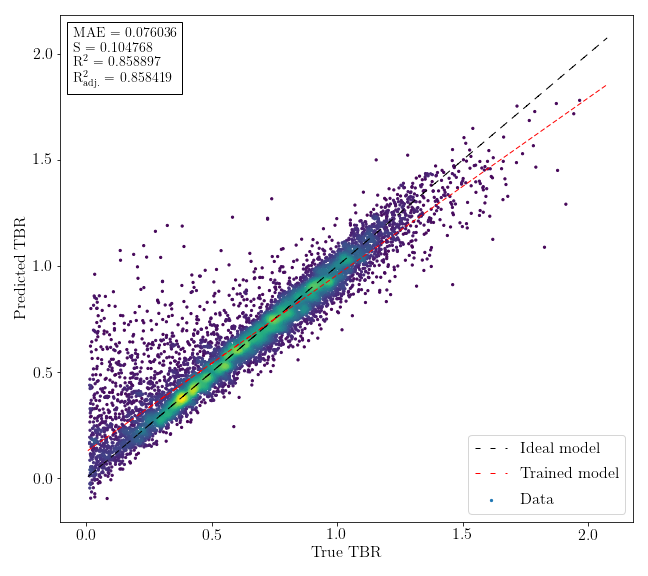 MAE = 0.076036
S = 0.104768
R² = 0.858897
R²adj. = 0.858419
2.0
1.5
1.0
0.5
0.0
Predicted TBR
Ideal model
Trained model
Data
0.0 0.5 1.0 1.5 2.0
True TBR